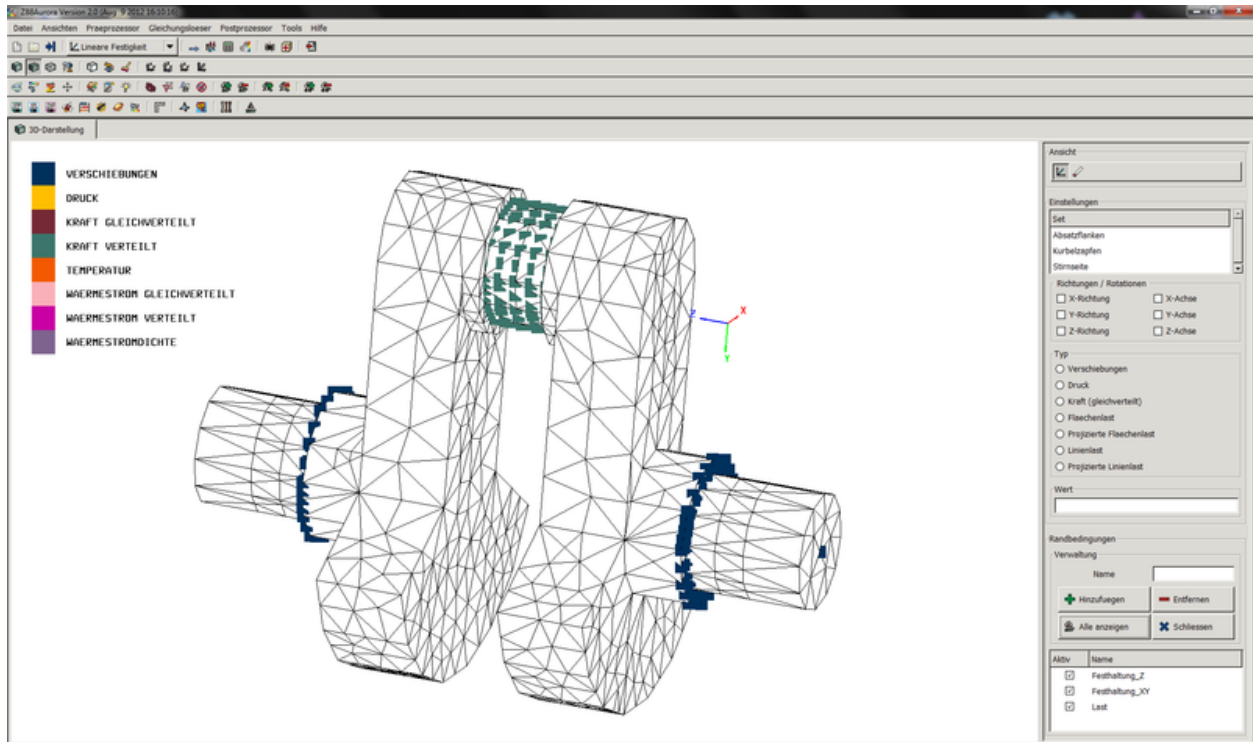 Z88Aurora Version 2.0 (Aug 9 2012 16:10:16)
Datei Ansichten Praeprozessor Gleichungsloeser Postprozessor Tools Hilfe
Lineare Festigkeit
3D-Darstellung
VERSCHIEBUNGEN
DRUCK
KRAFT GLEICHVERTEILT
KRAFT VERTEILT
TEMPERATUR
WAERMESTROM GLEICHVERTEILT
WAERMESTROM VERTEILT
WAERMESTROMDICHTE
Z
X
Y
Ansicht
Einstellungen
Set
Absatzflanken
Kurbelzapfen
Stirnseite
Richtungen / Rotationen
X-Richtung X-Achse
Y-Richtung Y-Achse
Z-Richtung Z-Achse
Typ
Verschiebungen
Druck
Kraft (gleichverteilt)
Flaechenlast
Projizierte Flaechenlast
Linienlast
Projizierte Linienlast
Wert
Randbedingungen
Verwaltung
Name
Hinzufuegen Entfernen
Alle anzeigen Schliessen
Aktiv Name
Festhaltung_Z
Festhaltung_XY
Last